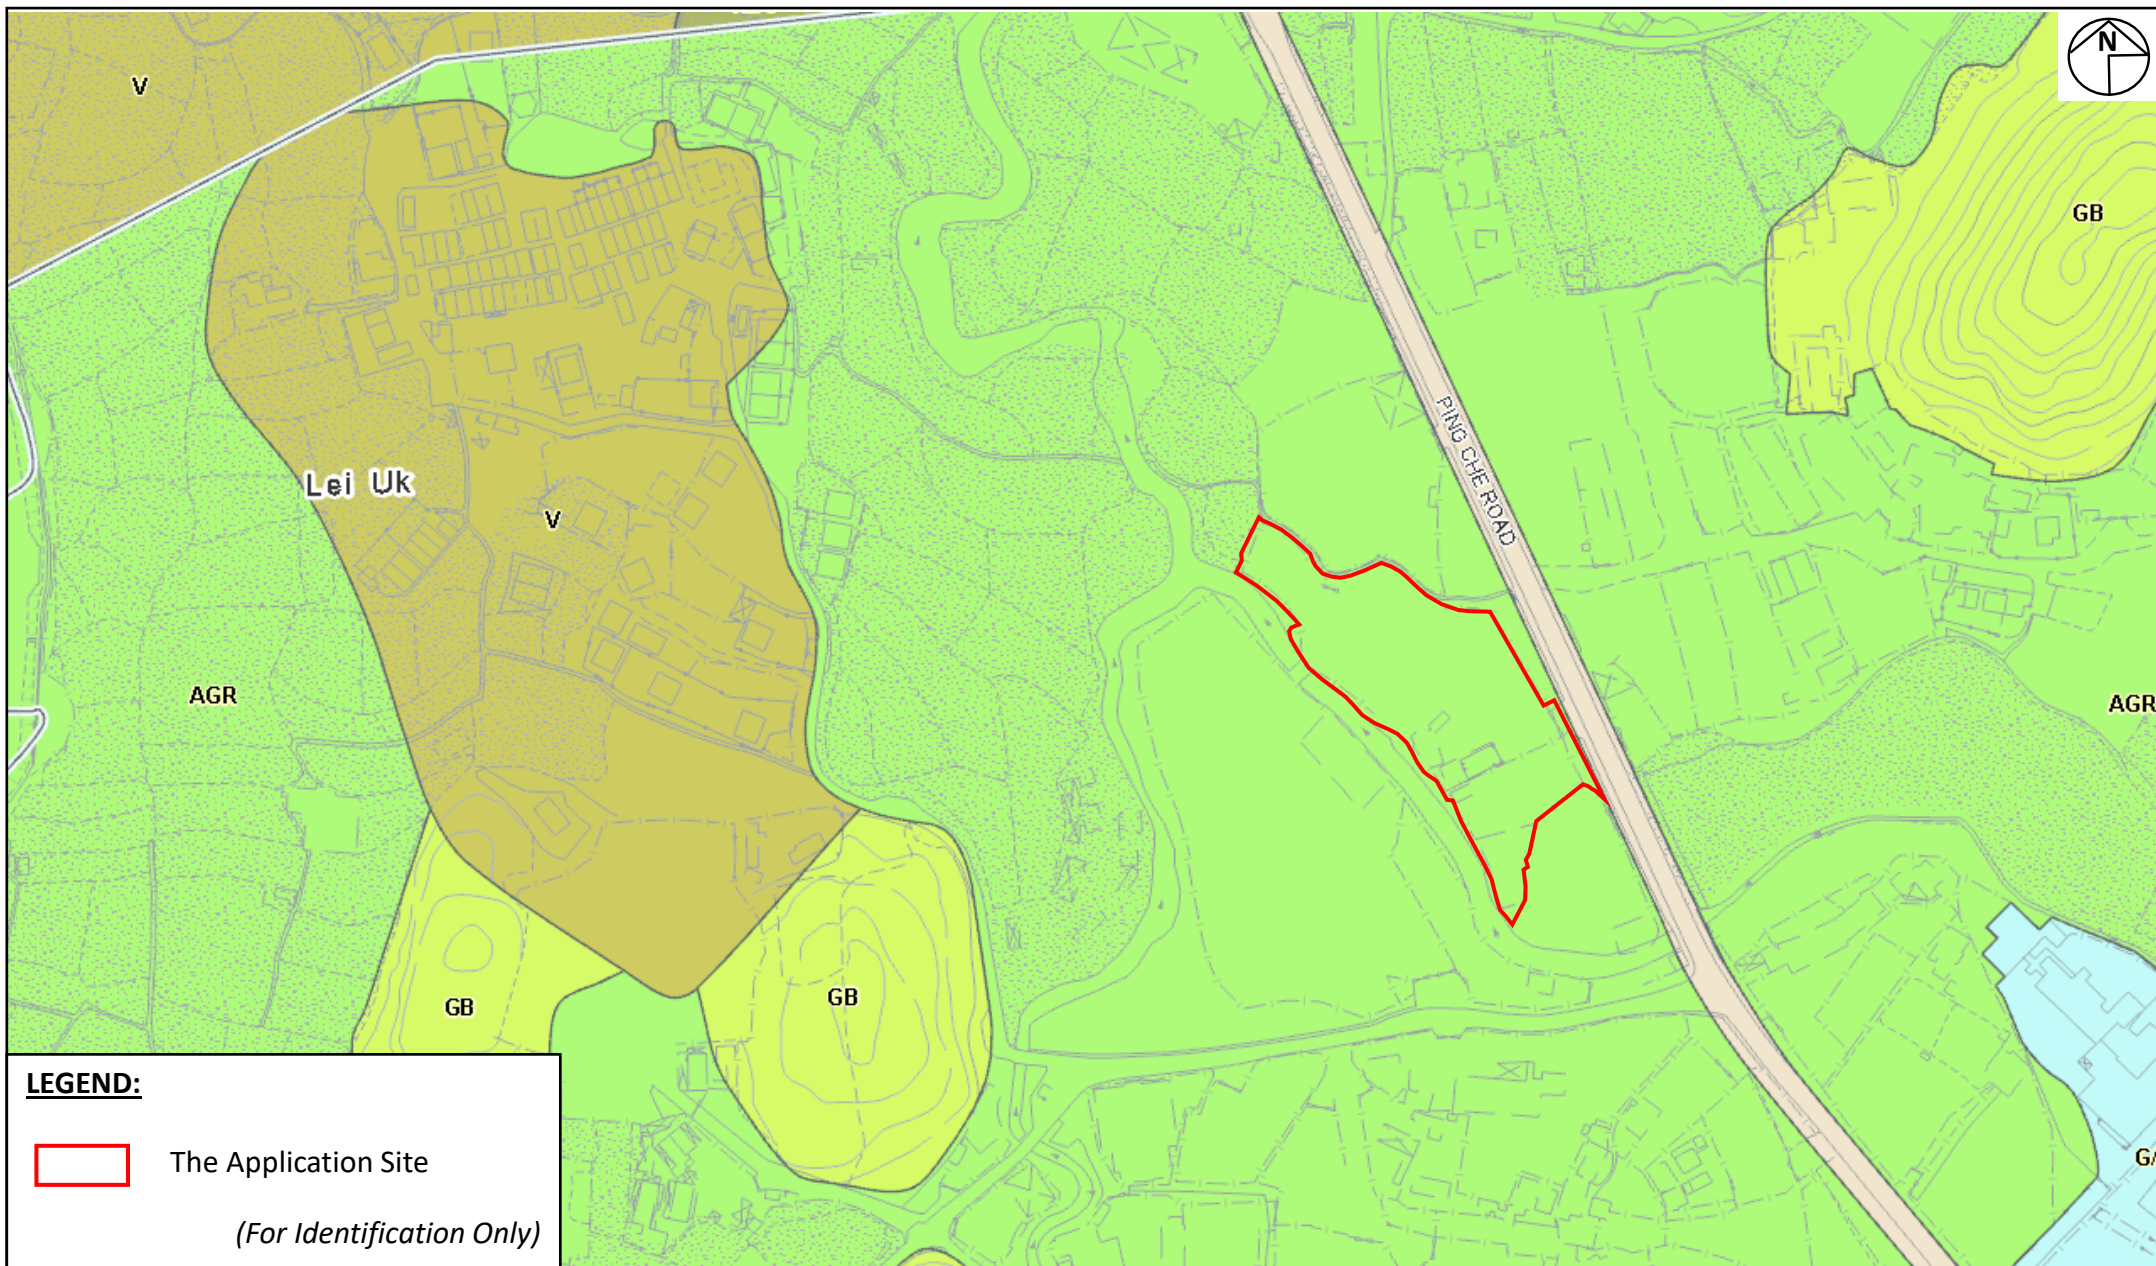 V
N
GB
PING CHE ROAD
Lei Uk
V
AGR
AGR
GB
GB
LEGEND:
The Application Site
(For Identification Only)